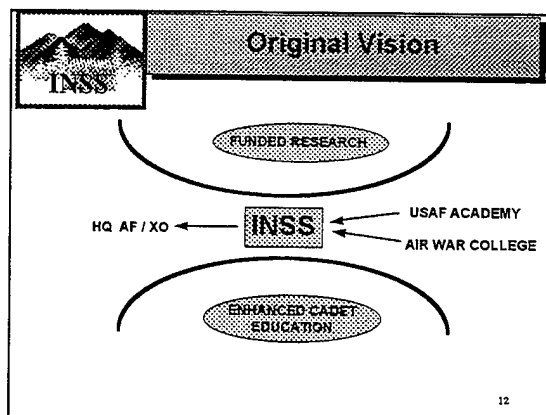 INSS
Original Vision
FUNDED RESEARCH
HQ AF / XO
INSS
USAF ACADEMY
AIR WAR COLLEGE
ENHANCED CADET
EDUCATION
12